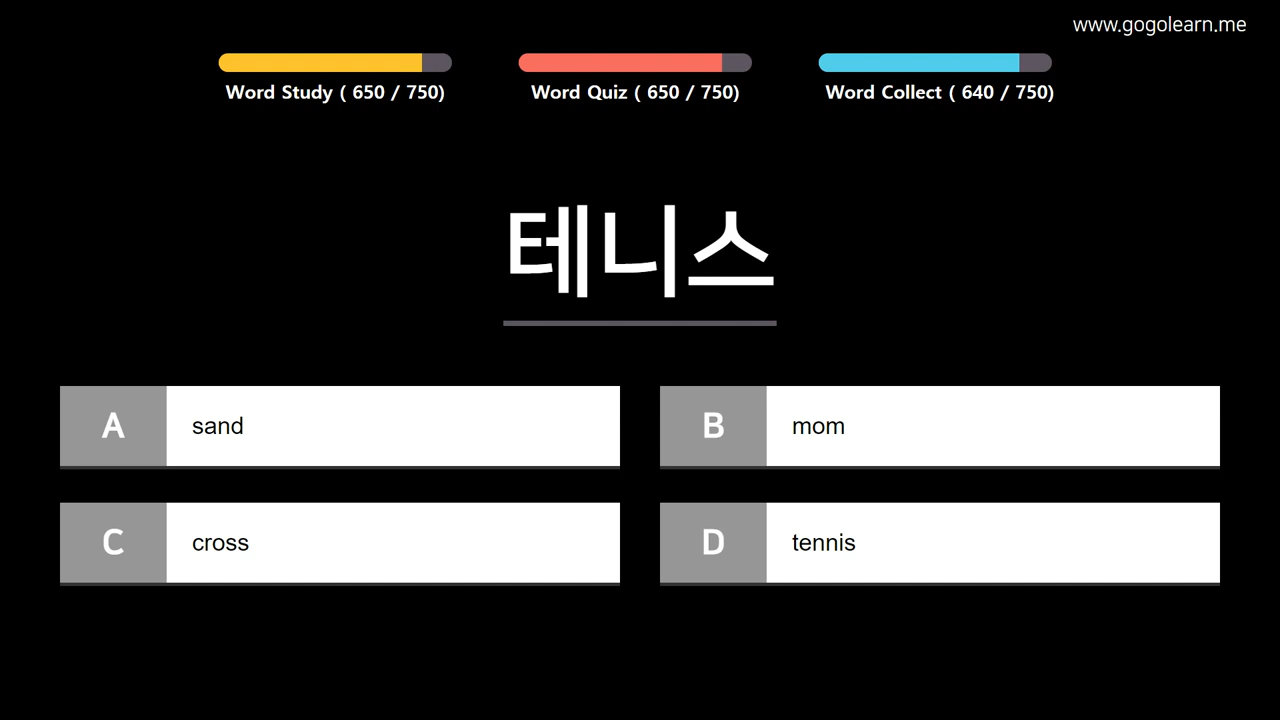 www.gogolearn.me
Word Study ( 650 / 750)
Word Quiz ( 650 / 750)
Word Collect ( 640 / 750)
테니스
A sand
B mom
C cross
D tennis